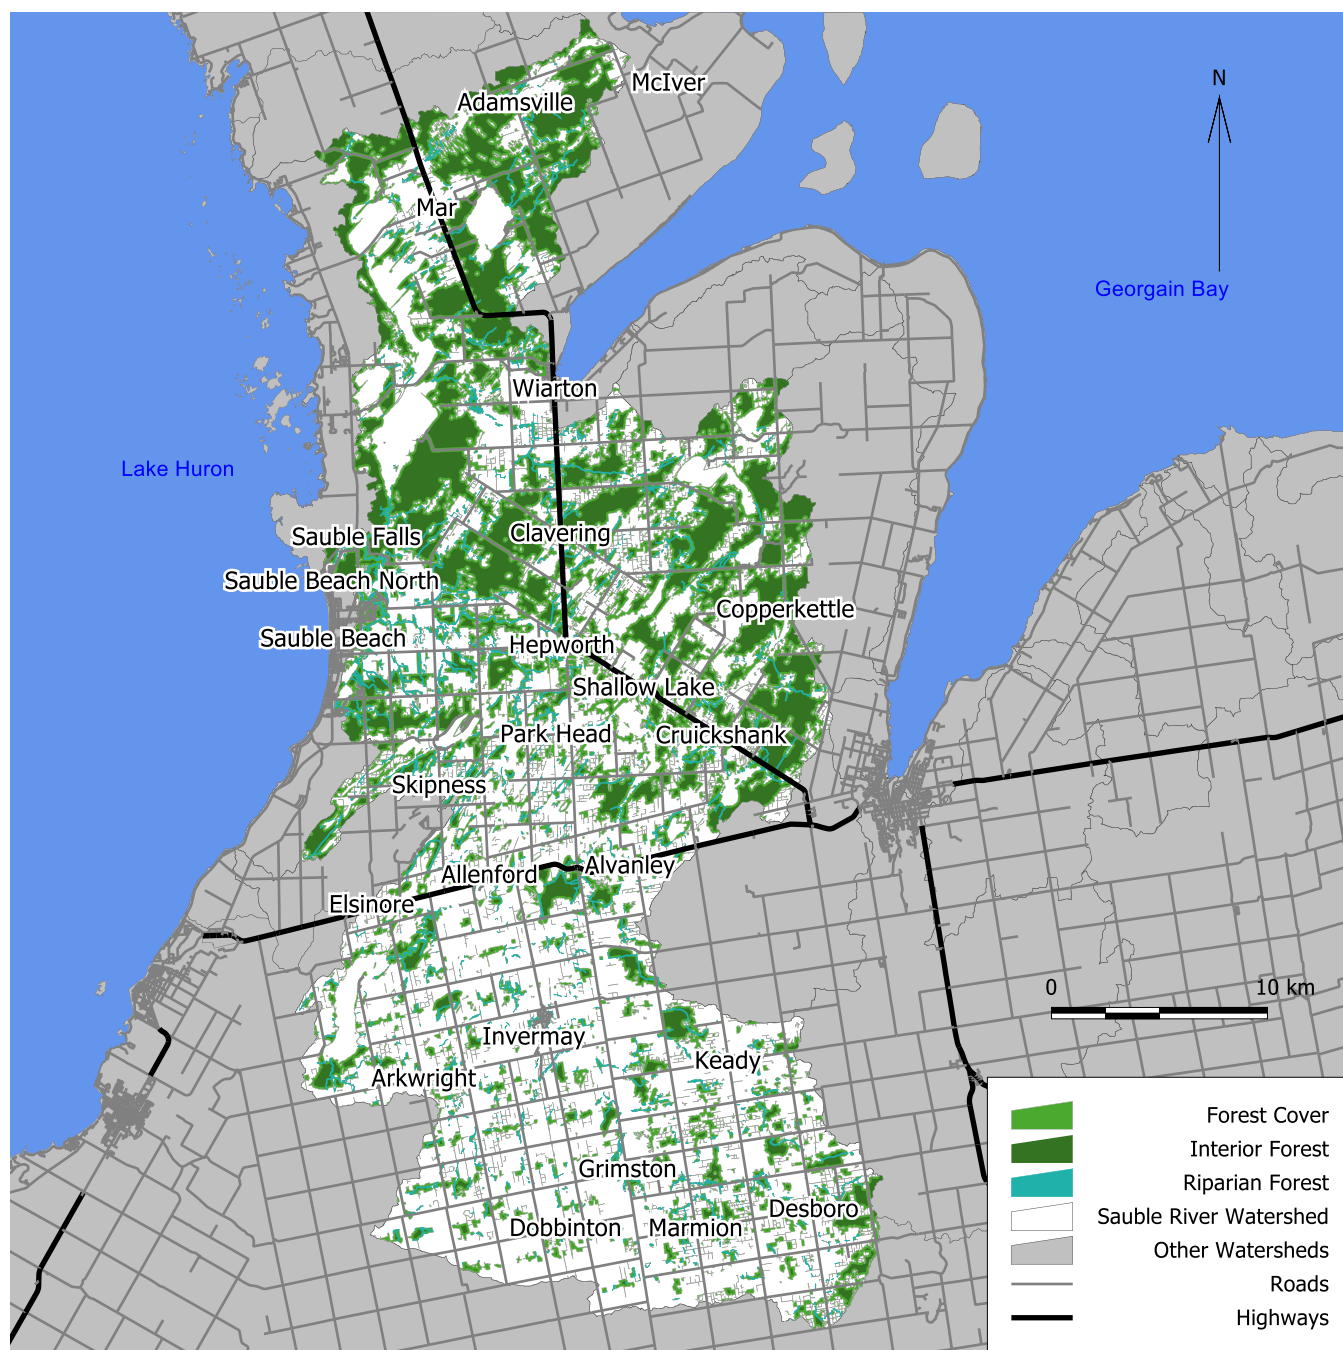 McIver
N
Adamsville
Mar
Georgain Bay
Wiarton
Lake Huron
Sauble Falls
Clavering
Sauble Beach North
Copperkettle
Sauble Beach
Hepworth
Shallow Lake
Park Head
Cruickshank
Skipness
Allenford
Alvanley
Elsinore
0
10 km
Invermay
Keady
Arkwright
Grimston
Desboro
Dobbinton
Marmion
Forest Cover
Interior Forest
Riparian Forest
Sauble River Watershed
Other Watersheds
Roads
Highways